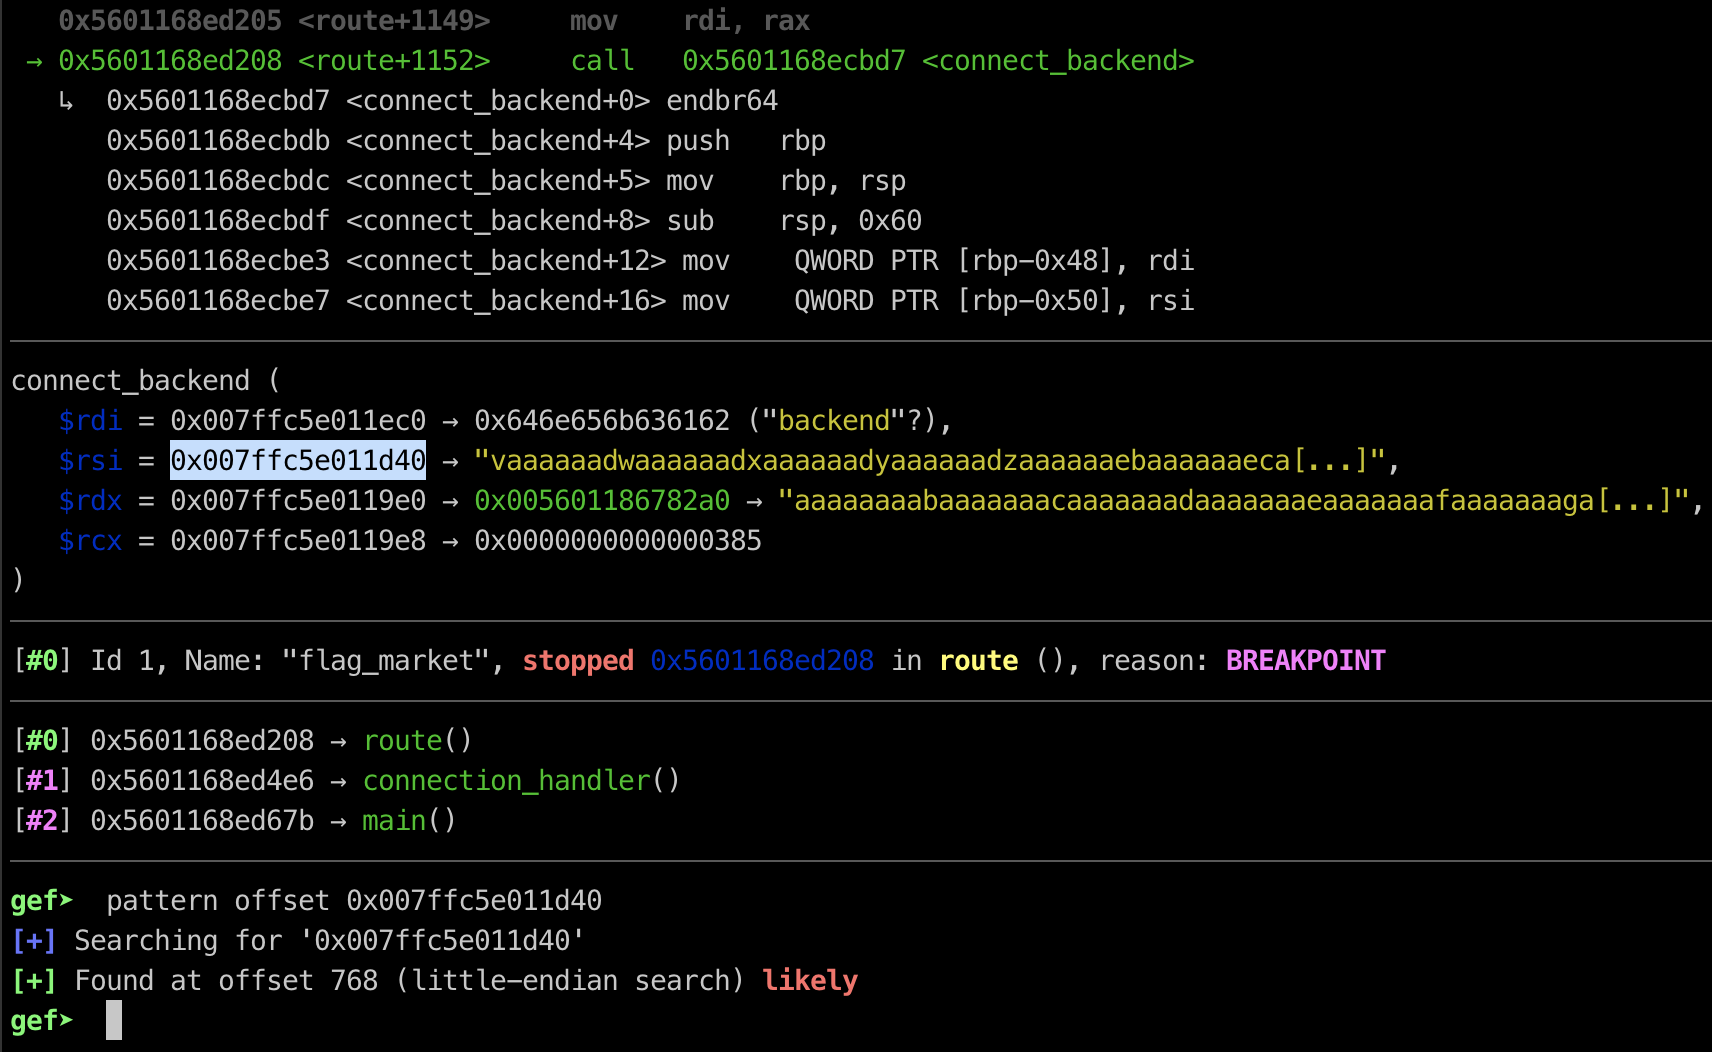 0x5601168ed205 <route+1149>     mov    rdi, rax
→ 0x5601168ed208 <route+1152>     call   0x5601168ecbd7 <connect_backend>
↳  0x5601168ecbd7 <connect_backend+0> endbr64
0x5601168ecbdb <connect_backend+4> push   rbp
0x5601168ecbdc <connect_backend+5> mov    rbp, rsp
0x5601168ecbdf <connect_backend+8> sub    rsp, 0x60
0x5601168ecbe3 <connect_backend+12> mov    QWORD PTR [rbp-0x48], rdi
0x5601168ecbe7 <connect_backend+16> mov    QWORD PTR [rbp-0x50], rsi
connect_backend (
$rdi = 0x007ffc5e011ec0 → 0x646e656b636162 ("backend"?),
$rsi = 0x007ffc5e011d40 → "vaaaaaadwaaaaaadxaaaaaadyaaaaaadzaaaaaaebaaaaaaeca[...]",
$rdx = 0x007ffc5e0119e0 → 0x005601186782a0 → "aaaaaaaabaaaaaaacaaaaaaadaaaaaaaeaaaaaaafaaaaaaaga[...]",
$rcx = 0x007ffc5e0119e8 → 0x0000000000000385
)
[#0] Id 1, Name: "flag_market", stopped 0x5601168ed208 in route (), reason: BREAKPOINT
[#0] 0x5601168ed208 → route()
[#1] 0x5601168ed4e6 → connection_handler()
[#2] 0x5601168ed67b → main()
gef➤  pattern offset 0x007ffc5e011d40
[+] Searching for '0x007ffc5e011d40'
[+] Found at offset 768 (little-endian search) likely
gef➤